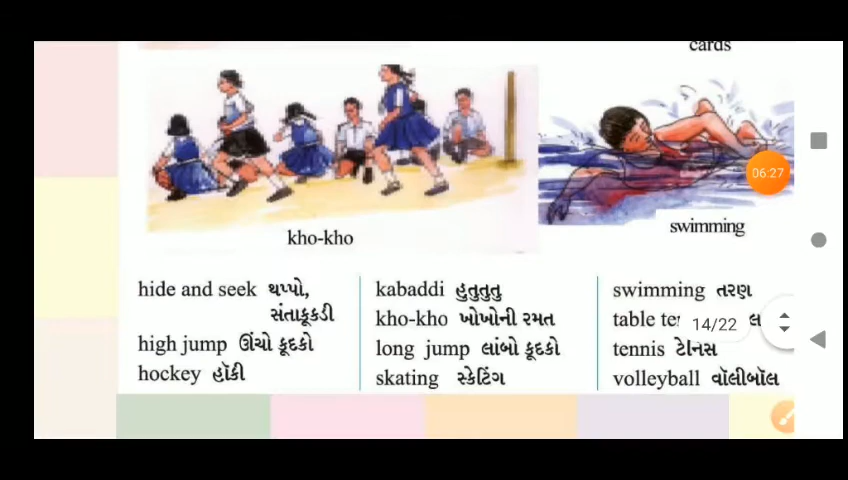 cards
06:27
swimming
kho-kho
hide and seek થપ્પો,
સંતાકૂકડી
high jump ઊંચો કૂદકો
hockey હૉકી
kabaddi હુતુતુતુ
kho-kho ખોખોની રમત
long jump લાંબો કૂદકો
skating સ્કેટિંગ
swimming તરણ
table
14/22
tennis ટેનિસ
volleyball વૉલીબૉલ